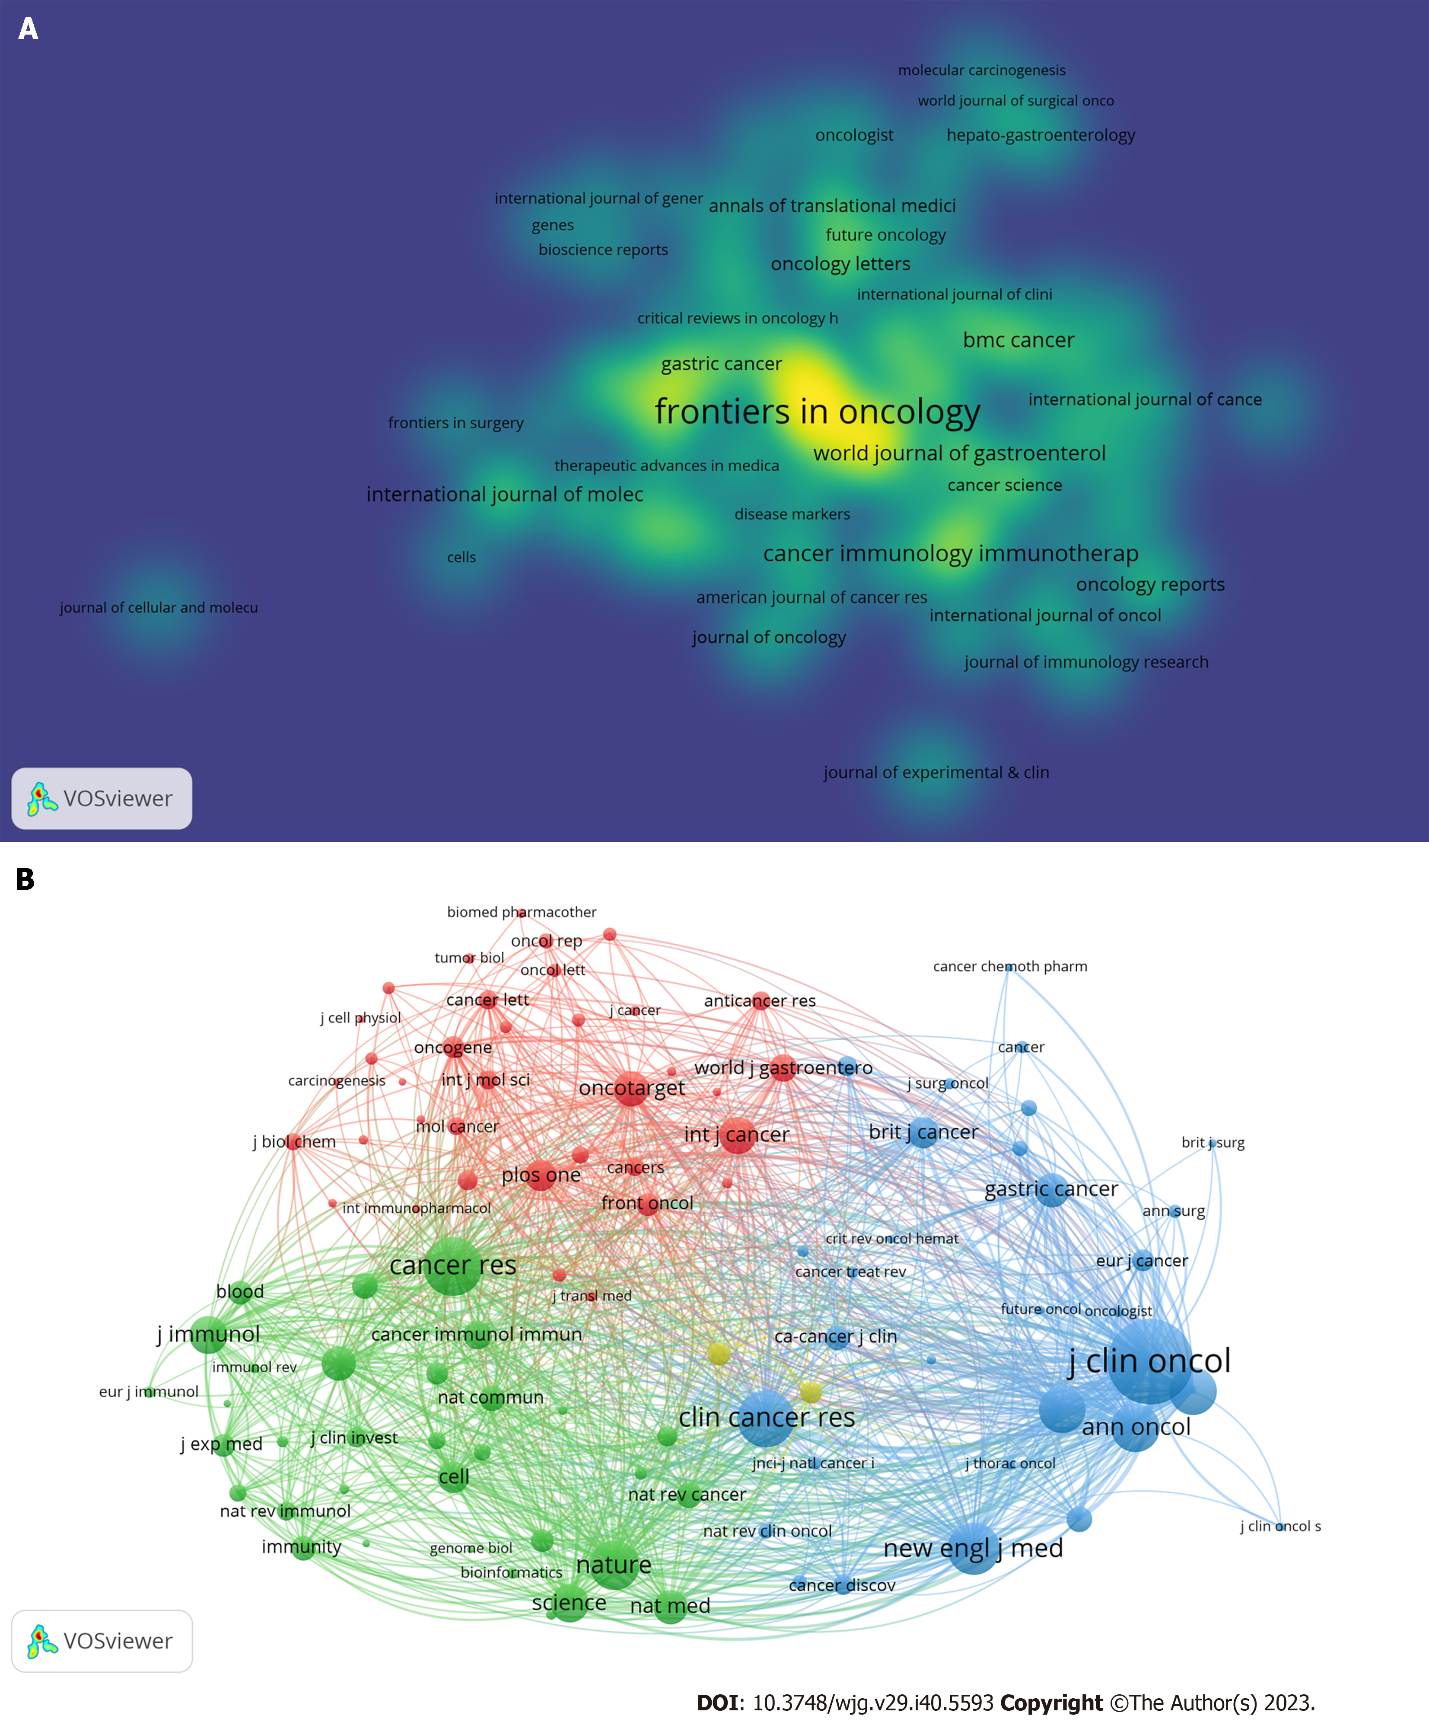 A
molecular carcinogenesis
world journal of surgical onco
oncologist
hepato-gastroenterology
international journal of gener
annals of translational medici
genes
future oncology
bioscience reports
oncology letters
international journal of clini
critical reviews in oncology h
bmc cancer
gastric cancer
international journal of cance
frontiers in oncology
frontiers in surgery
world journal of gastroenterol
therapeutic advances in medica
cancer science
international journal of molec
disease markers
cancer immunology immunotherap
cells
oncology reports
american journal of cancer res
journal of cellular and molecu
international journal of oncol
journal of oncology
journal of immunology research
journal of experimental & clin
VOSviewer
B
biomed pharmacother
oncol rep
tumor biol
oncol lett
cancer chemoth pharm
cancer lett
anticancer res
j cancer
j cell physiol
oncogene
cancer
world j gastroentero
int j mol sci
carcinogenesis
oncotarget
j surg oncol
mol cancer
int j cancer
brit j cancer
j biol chem
brit j surg
cancers
plos one
gastric cancer
front oncol
int immunopharmacol
ann surg
crit rev oncol hemat
eur j cancer
cancer res
cancer treat rev
blood
j transl med
future oncol
oncologist
j immunol
cancer immunol immun
ca-cancer j clin
j clin oncol
immunol rev
eur j immunol
nat commun
clin cancer res
ann oncol
j exp med
j clin invest
jnci-j natl cancer i
j thorac oncol
cell
nat rev cancer
nat rev immunol
nat rev clin oncol
j clin oncol s
immunity
genome biol
new engl j med
nature
bioinformatics
cancer discov
science
nat med
VOSviewer
DOI: 10.3748/wjg.v29.i40.5593 Copyright ©The Author(s) 2023.